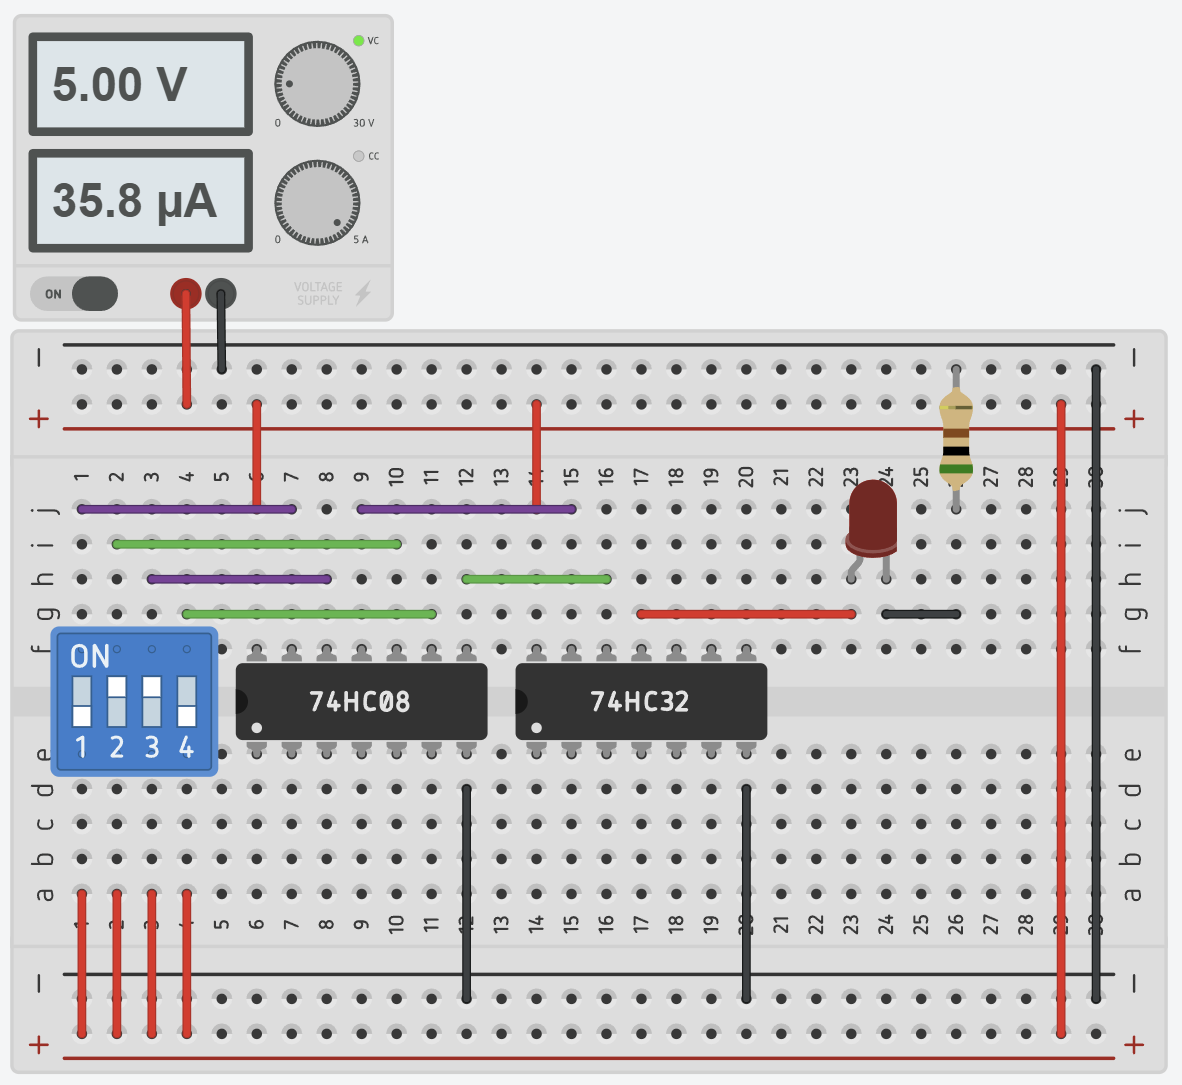 5.00 V
VC
0 30 V
35.8 µA
CC
0 5 A
ON
VOLTAGE
SUPPLY
— —
+ +
1 2 3 4 5 6 7 8 9 10 11 12 13 14 15 16 17 18 19 20 21 22 23 24 25 27 28 29 30
j j
i i
h h
g g
f f
ON
74HC08 74HC32
1 2 3 4
e e
d d
c c
b b
a a
1 2 3 4 5 6 7 8 9 10 11 12 13 14 15 16 17 18 19 20 21 22 23 24 25 26 27 28 29 30
— —
+ +